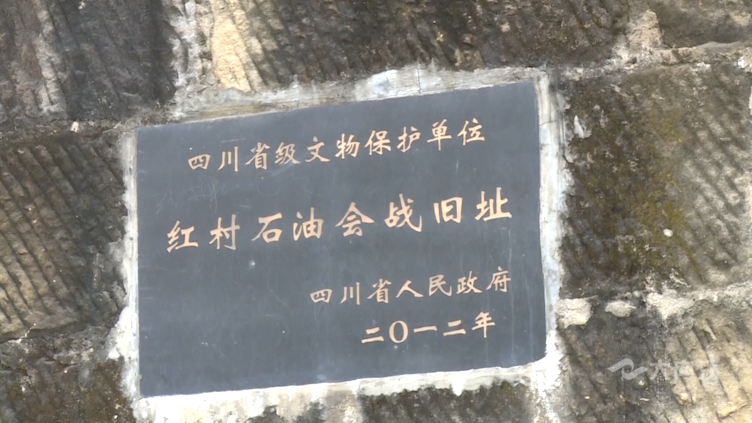 四川省级文物保护单位
红村石油会战旧址
四川省人民政府
二〇一二年